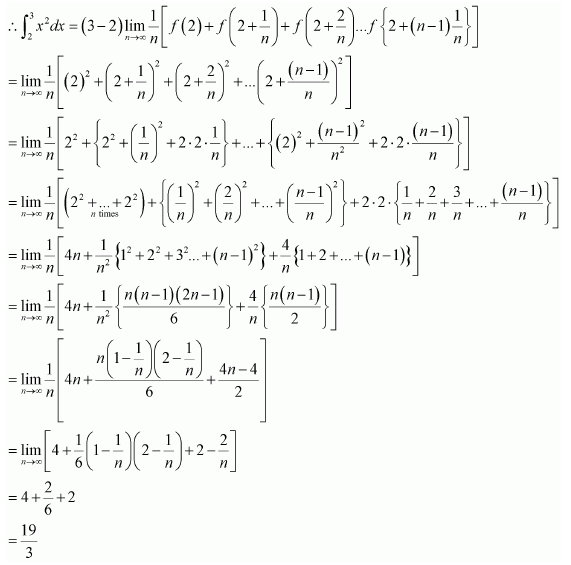 ∴ ∫₂³ x² dx = (3−2) lim_{n→∞} 1/n [ f(2) + f(2 + 1/n) + f(2 + 2/n) ... f{2 + (n−1) 1/n} ]
= lim_{n→∞} 1/n [ (2)² + (2 + 1/n)² + (2 + 2/n)² + ... (2 + (n−1)/n)² ]
= lim_{n→∞} 1/n [ 2² + {2² + (1/n)² + 2·2·1/n} + ... + {(2)² + (n−1)²/n² + 2·2·(n−1)/n} ]
= lim_{n→∞} 1/n [ (2² + ... + 2²) + {(1/n)² + (2/n)² + ... + ((n−1)/n)²} + 2·2·{1/n + 2/n + 3/n + ... + (n−1)/n} ]
n times
= lim_{n→∞} 1/n [ 4n + 1/n² {1² + 2² + 3² ... + (n−1)²} + 4/n {1 + 2 + ... + (n−1)} ]
= lim_{n→∞} 1/n [ 4n + 1/n² { n(n−1)(2n−1)/6 } + 4/n { n(n−1)/2 } ]
= lim_{n→∞} 1/n [ 4n + n(1 − 1/n)(2 − 1/n)/6 + (4n−4)/2 ]
= lim_{n→∞} [ 4 + 1/6 (1 − 1/n)(2 − 1/n) + 2 − 2/n ]
= 4 + 2/6 + 2
= 19/3